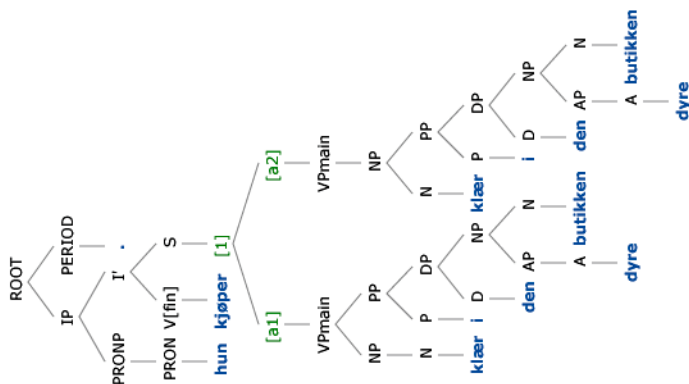 ROOT
IP PERIOD
PRONP I' .
PRON V[fin] S
hun kjøper [1]
[a1] [a2]
VPmain VPmain
NP PP NP
N P DP N PP
klær i D NP klær P DP
den AP N i D NP
A butikken den AP N
dyre A butikken
dyre